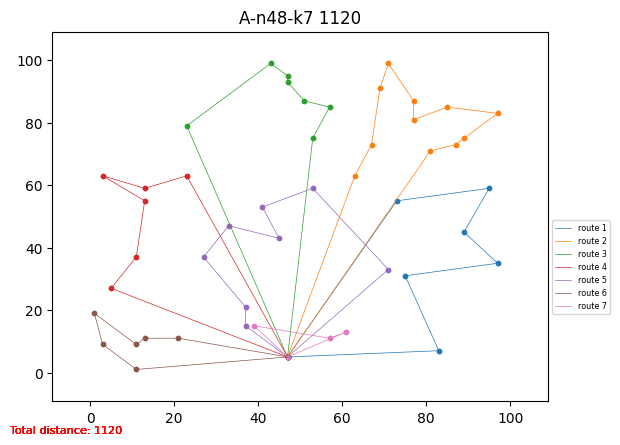 A-n48-k7 1120
100
80
60
40
20
0
0 20 40 60 80 100
route 1
route 2
route 3
route 4
route 5
route 6
route 7
Total distance: 1120